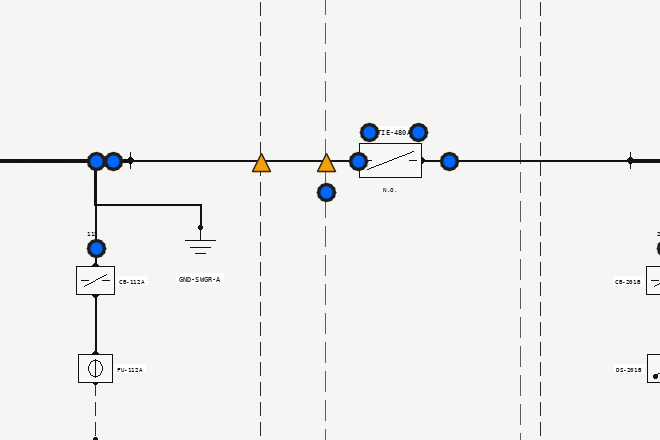 TIE-480A
N.O.
GND-SWGR-A
CB-112A
CB-201B
FU-112A
DS-201B